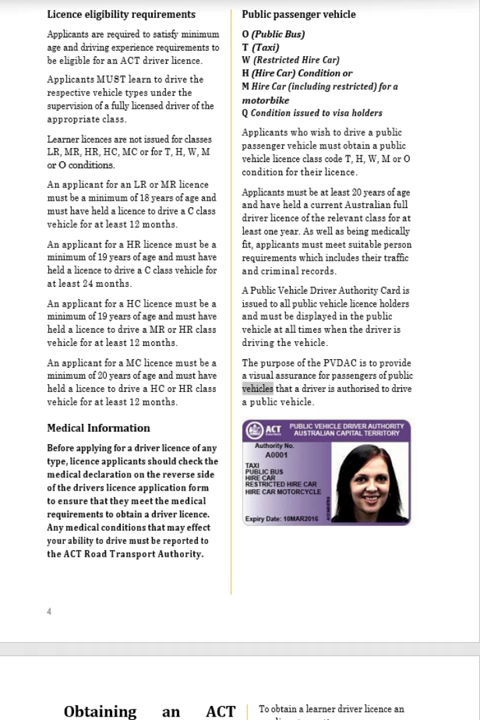 Licence eligibility requirements
Applicants are required to satisfy minimum
age and driving experience requirements to
be eligible for an ACT driver licence.
Applicants MUST learn to drive the
respective vehicle types under the
supervision of a fully licensed driver of the
appropriate class.
Learner licences are not issued for classes
LR, MR, HR, HC, MC or for T, H, W, M
or O conditions.
An applicant for an LR or MR licence
must be a minimum of 18 years of age and
must have held a licence to drive a C class
vehicle for at least 12 months.
An applicant for a HR licence must be a
minimum of 19 years of age and must have
held a licence to drive a C class vehicle for
at least 24 months.
An applicant for a HC licence must be a
minimum of 19 years of age and must have
held a licence to drive a MR or HR class
vehicle for at least 12 months.
An applicant for a MC licence must be a
minimum of 20 years of age and must have
held a licence to drive a HC or HR class
vehicle for at least 12 months.
Medical Information
Before applying for a driver licence of any
type, licence applicants should check the
medical declaration on the reverse side
of the drivers licence application form
to ensure that they meet the medical
requirements to obtain a driver licence.
Any medical conditions that may effect
your ability to drive must be reported to
the ACT Road Transport Authority.
Public passenger vehicle
O (Public Bus)
T (Taxi)
W (Restricted Hire Car)
H (Hire Car) Condition or
M Hire Car (including restricted) for a
motorbike
Q Condition issued to visa holders
Applicants who wish to drive a public
passenger vehicle must obtain a public
vehicle licence class code T, H, W, M or O
condition for their licence.
Applicants must be at least 20 years of age
and have held a current Australian full
driver licence of the relevant class for at
least one year. As well as being medically
fit, applicants must meet suitable person
requirements which includes their traffic
and criminal records.
A Public Vehicle Driver Authority Card is
issued to all public vehicle licence holders
and must be displayed in the public
vehicle at all times when the driver is
driving the vehicle.
The purpose of the PVDAC is to provide
a visual assurance for passengers of public
vehicles that a driver is authorised to drive
a public vehicle.
ACT
PUBLIC VEHICLE DRIVER AUTHORITY
AUSTRALIAN CAPITAL TERRITORY
Authority No.
A0001
TAXI
PUBLIC BUS
HIRE CAR
RESTRICTED HIRE CAR
HIRE CAR MOTORCYCLE
Expiry Date: 10MAR2016
4
Obtaining an ACT
To obtain a learner driver licence an